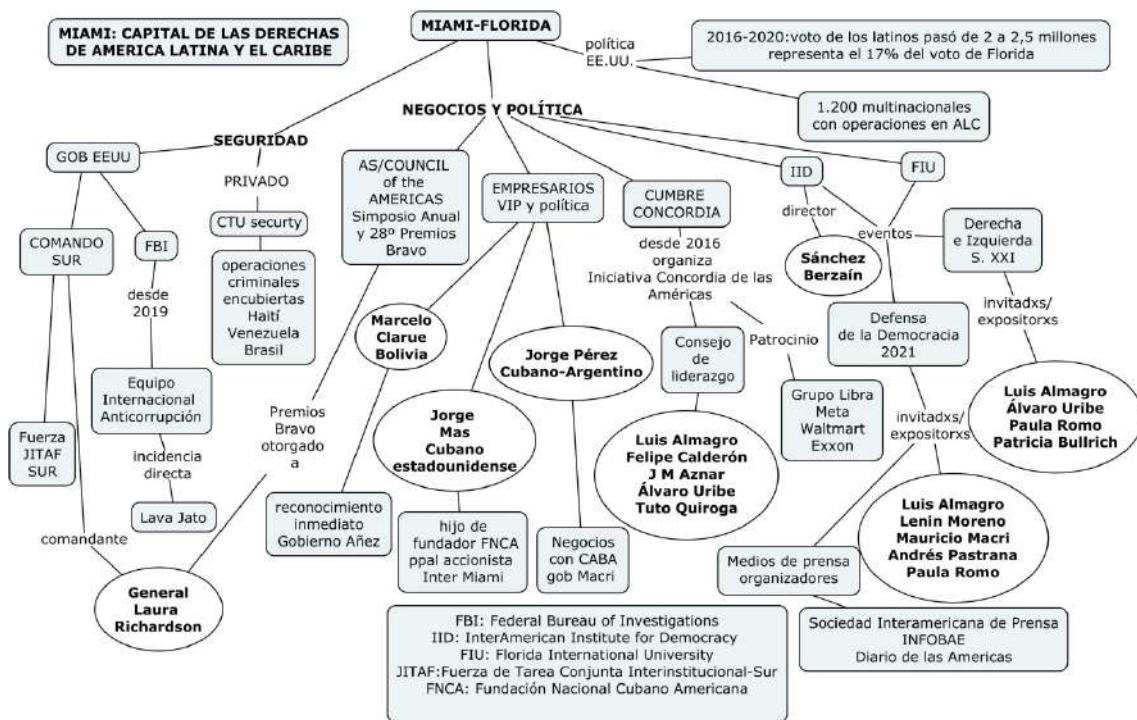 MIAMI: CAPITAL DE LAS DERECHAS
DE AMERICA LATINA Y EL CARIBE
MIAMI-FLORIDA
política
EE.UU.
2016-2020:voto de los latinos pasó de 2 a 2,5 millones
representa el 17% del voto de Florida
1.200 multinacionales
con operaciones en ALC
NEGOCIOS Y POLÍTICA
SEGURIDAD
GOB EEUU
PRIVADO
COMANDO
SUR
FBI
CTU securty
operaciones
criminales
encubiertas
Haití
Venezuela
Brasil
desde
2019
Equipo
Internacional
Anticorrupción
incidencia
directa
Lava Jato
Fuerza
JITAF
SUR
comandante
General
Laura
Richardson
AS/COUNCIL
of the
AMERICAS
Simposio Anual
y 28º Premios
Bravo
Premios
Bravo
otorgado
a
EMPRESARIOS
VIP y política
Marcelo
Clarue
Bolivia
reconocimiento
inmediato
Gobierno Añez
Jorge
Mas
Cubano
estadounidense
hijo de
fundador FNCA
ppal accionista
Inter Miami
Jorge Pérez
Cubano-Argentino
Negocios
con CABA
gob Macri
CUMBRE
CONCORDIA
desde 2016
organiza
Iniciativa Concordia de las
Américas
Consejo
de
liderazgo
Luis Almagro
Felipe Calderón
J M Aznar
Álvaro Uribe
Tuto Quiroga
Patrocinio
Grupo Libra
Meta
Waltmart
Exxon
IID
director
Sánchez
Berzaín
FIU
eventos
Derecha
e Izquierda
S. XXI
invitadxs/
expositorxs
Luis Almagro
Álvaro Uribe
Paula Romo
Patricia Bullrich
Defensa
de la Democracia
2021
invitadxs/
expositorxs
Luis Almagro
Lenin Moreno
Mauricio Macri
Andrés Pastrana
Paula Romo
Medios de prensa
organizadores
Sociedad Interamericana de Prensa
INFOBAE
Diario de las Americas
FBI: Federal Bureau of Investigations
IID: InterAmerican Institute for Democracy
FIU: Florida International University
JITAF:Fuerza de Tarea Conjunta Interinstitucional-Sur
FNCA: Fundación Nacional Cubano Americana